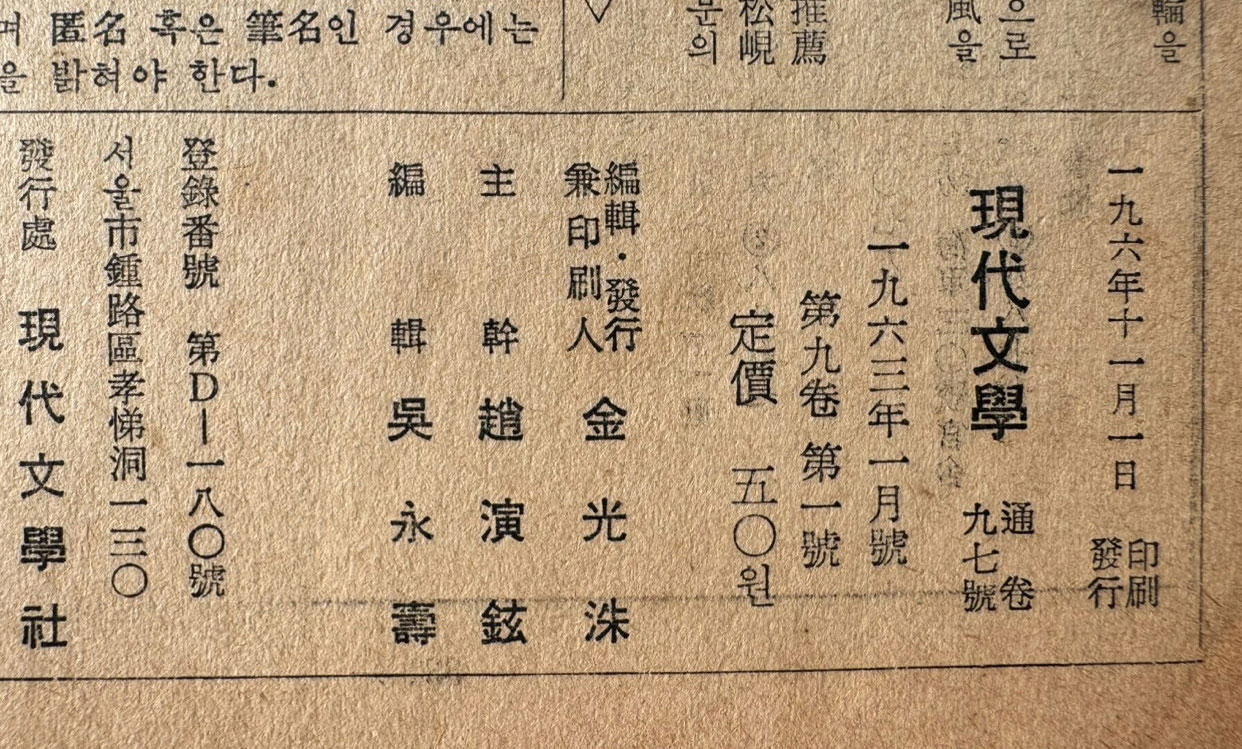 며 匿名 혹은 筆名인 경우에는
을 밝혀야 한다.
輪을
으로
風을
推薦
松峴
문의
一九六年十一月一日 印刷
發行
現代文學 通卷
九七號
一九六三年一月號
第九卷 第一號
定價 五〇원
編輯·發行
兼印刷人 金光洙
主幹 趙演鉉
編輯 吳永壽
登錄番號 第D—一八〇號
서울市鍾路區孝悌洞一三〇
發行處 現代文學社